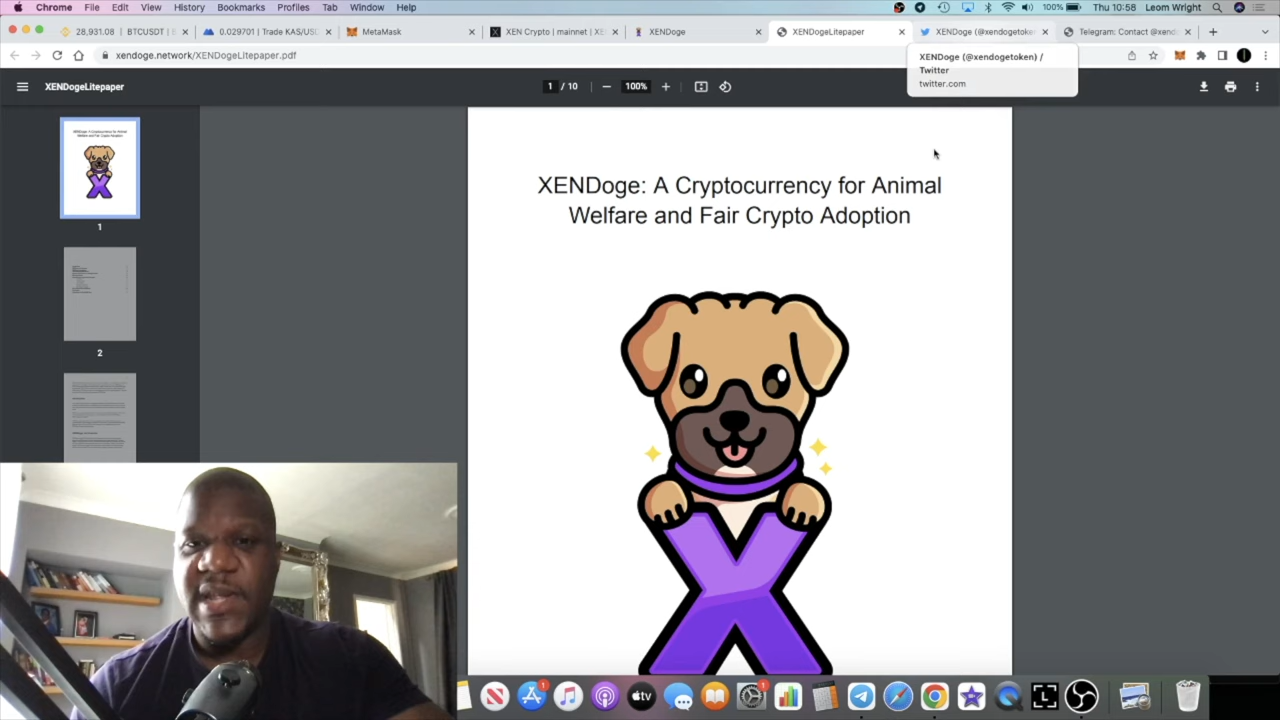 Chrome File Edit View History Bookmarks Profiles Tab Window Help 100% Thu 10:58 Leom Wright
28,931.08 | BTCUSDT | 0.029701 | Trade KAS/US MetaMask XEN Crypto | mainnet | XE XENDoge XENDogeLitepaper XENDoge (@xendogetoke Telegram: Contact @xend
xendoge.network/XENDogeLitepaper.pdf
XENDoge (@xendogetoken) /
Twitter
twitter.com
XENDogeLitepaper 1 / 10 100%
XENDoge: A Cryptocurrency for Animal
Welfare and Fair Crypto Adoption
1
2
tv